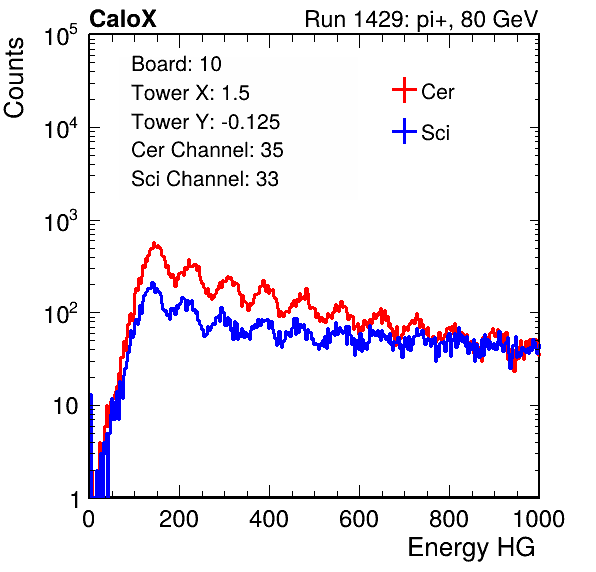 CaloX Run 1429: pi+, 80 GeV
Counts
10^5
10^4
10^3
10^2
10
1
Board: 10
Tower X: 1.5
Tower Y: -0.125
Cer Channel: 35
Sci Channel: 33
Cer
Sci
0 200 400 600 800 1000
Energy HG